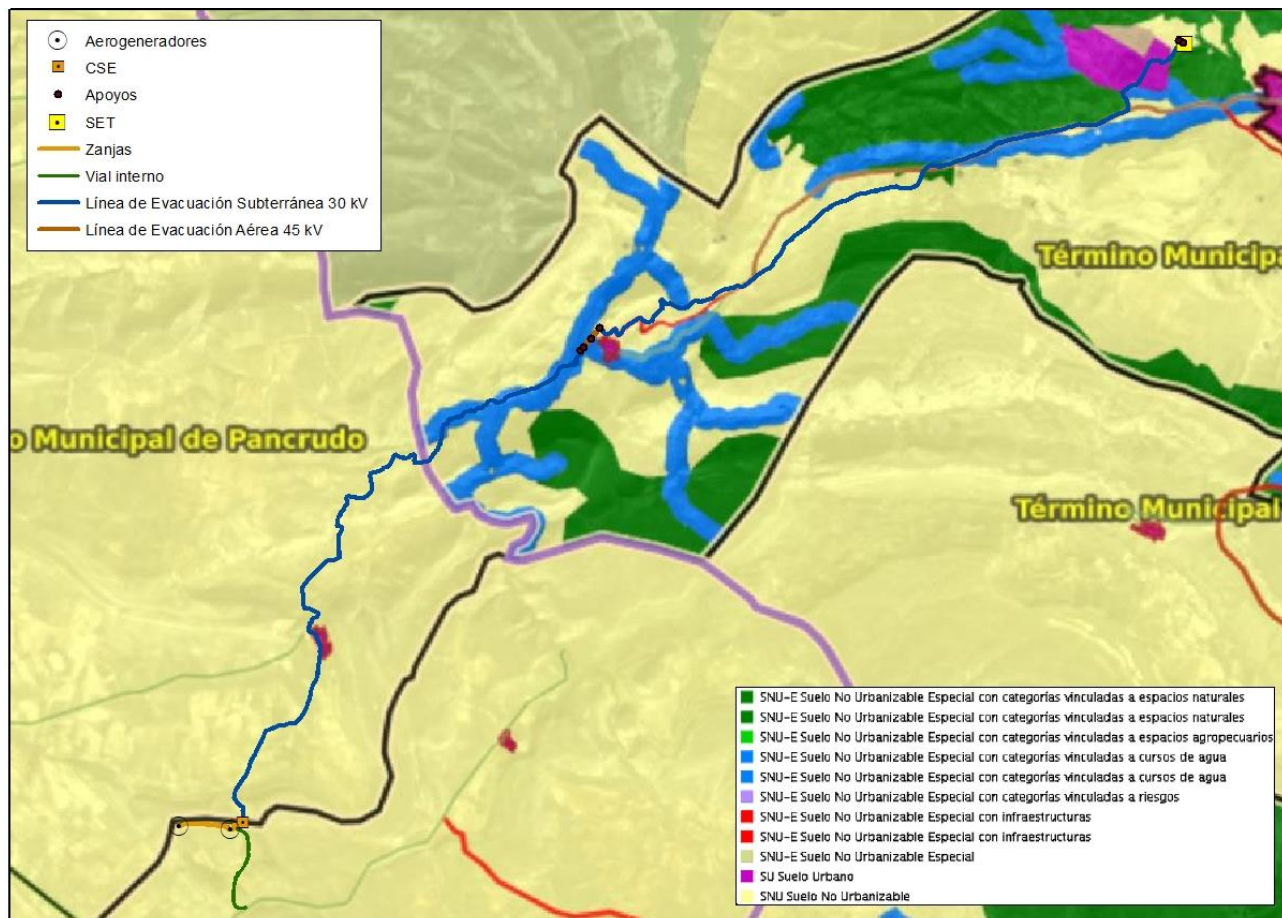 Aerogeneradores
CSE
Apoyos
SET
Zanjas
Vial interno
Línea de Evacuación Subterránea 30 kV
Línea de Evacuación Aérea 45 kV
Término Municipa
o Municipal de Pancrudo
Término Municipal
SNU-E Suelo No Urbanizable Especial con categorías vinculadas a espacios naturales
SNU-E Suelo No Urbanizable Especial con categorías vinculadas a espacios naturales
SNU-E Suelo No Urbanizable Especial con categorías vinculadas a espacios agropecuarios
SNU-E Suelo No Urbanizable Especial con categorías vinculadas a cursos de agua
SNU-E Suelo No Urbanizable Especial con categorías vinculadas a cursos de agua
SNU-E Suelo No Urbanizable Especial con categorías vinculadas a riesgos
SNU-E Suelo No Urbanizable Especial con infraestructuras
SNU-E Suelo No Urbanizable Especial con infraestructuras
SNU-E Suelo No Urbanizable Especial
SU Suelo Urbano
SNU Suelo No Urbanizable